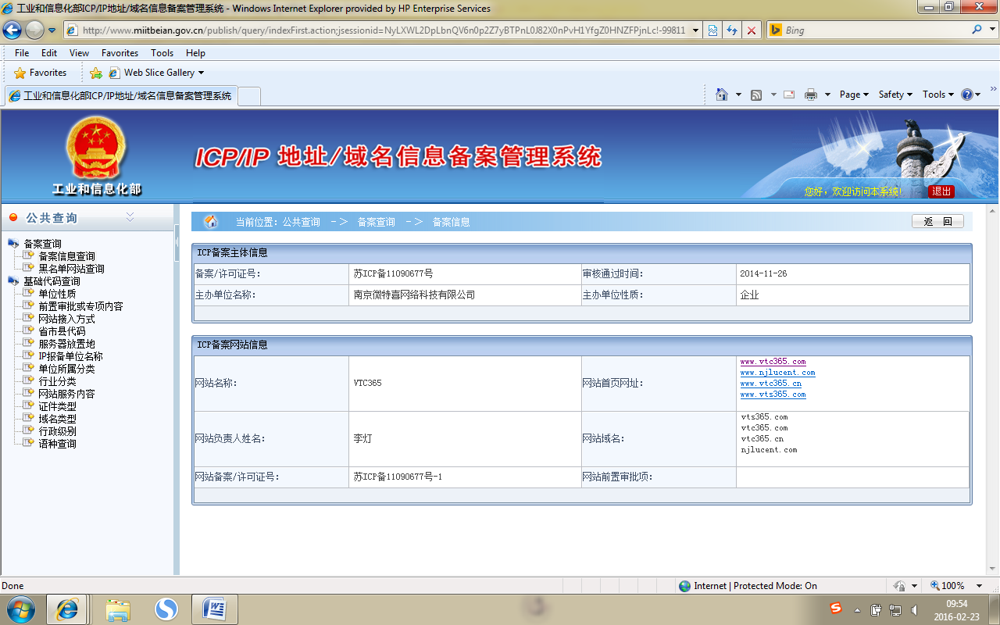 工业和信息化部ICP/IP地址/域名信息备案管理系统 - Windows Internet Explorer provided by HP Enterprise Services
http://www.miitbeian.gov.cn/publish/query/indexFirst.action;jsessionid=NyLXWL2DpLbnQV6n0p2Z7yBTPnL0J82X0nPvH1YfgZ0HNZFPjnLc!-99811
Bing
File Edit View Favorites Tools Help
Favorites Web Slice Gallery
工业和信息化部ICP/IP地址/域名信息备案管理系统
Page Safety Tools
ICP/IP 地址/域名信息备案管理系统
工业和信息化部
您好，欢迎访问本系统! 退出
公共查询
当前位置: 公共查询 -> 备案查询 -> 备案信息
返 回
备案查询
备案信息查询
黑名单网站查询
基础代码查询
单位性质
前置审批或专项内容
网站接入方式
省市县代码
服务器放置地
IP报备单位名称
单位所属分类
行业分类
网站服务内容
证件类型
域名类型
行政级别
语种查询
ICP备案主体信息
备案/许可证号: 苏ICP备11090677号 审核通过时间: 2014-11-26
主办单位名称: 南京微特喜网络科技有限公司 主办单位性质: 企业
ICP备案网站信息
网站名称: VTC365 网站首页网址:
www.vtc365.com
www.njlucent.com
www.vtc365.cn
www.vts365.com
网站负责人姓名: 李灯 网站域名:
vts365.com
vtc365.com
vtc365.cn
njlucent.com
网站备案/许可证号: 苏ICP备11090677号-1 网站前置审批项:
Done
Internet | Protected Mode: On
100%
09:54
2016-02-23